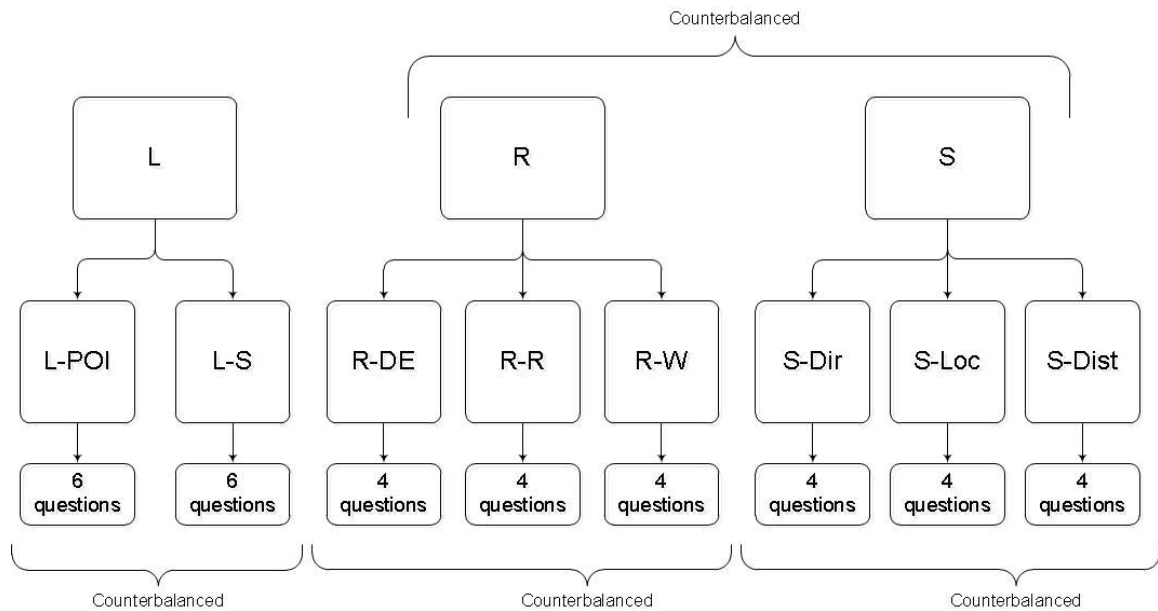 Counterbalanced
L
R
S
L-POI
L-S
R-DE
R-R
R-W
S-Dir
S-Loc
S-Dist
6
questions
6
questions
4
questions
4
questions
4
questions
4
questions
4
questions
4
questions
Counterbalanced
Counterbalanced
Counterbalanced